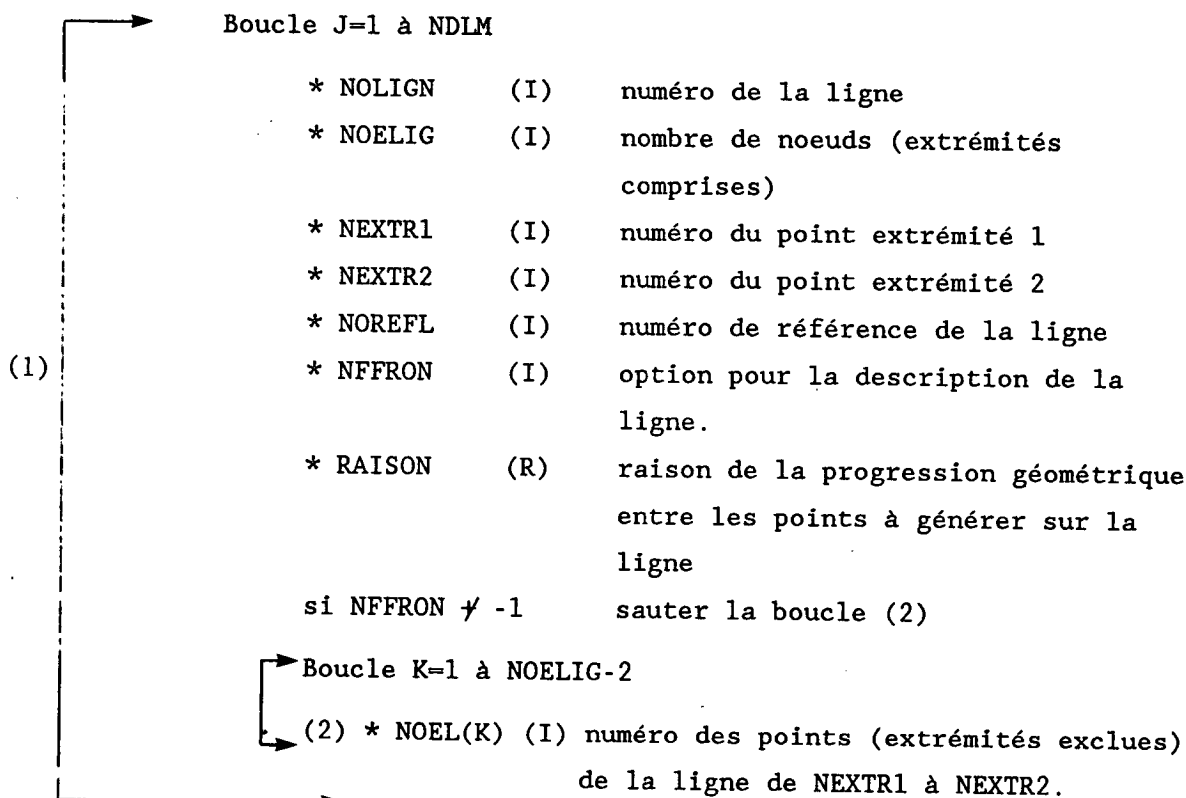 Boucle J=1 à NDLM
* NOLIGN (I) numéro de la ligne
* NOELIG (I) nombre de noeuds (extrémités
comprises)
* NEXTR1 (I) numéro du point extrémité 1
* NEXTR2 (I) numéro du point extrémité 2
* NOREFL (I) numéro de référence de la ligne
(1)
* NFFRON (I) option pour la description de la
ligne.
* RAISON (R) raison de la progression géométrique
entre les points à générer sur la
ligne
si NFFRON ≠ -1 sauter la boucle (2)
Boucle K=1 à NOELIG-2
(2) * NOEL(K) (I) numéro des points (extrémités exclues)
de la ligne de NEXTR1 à NEXTR2.